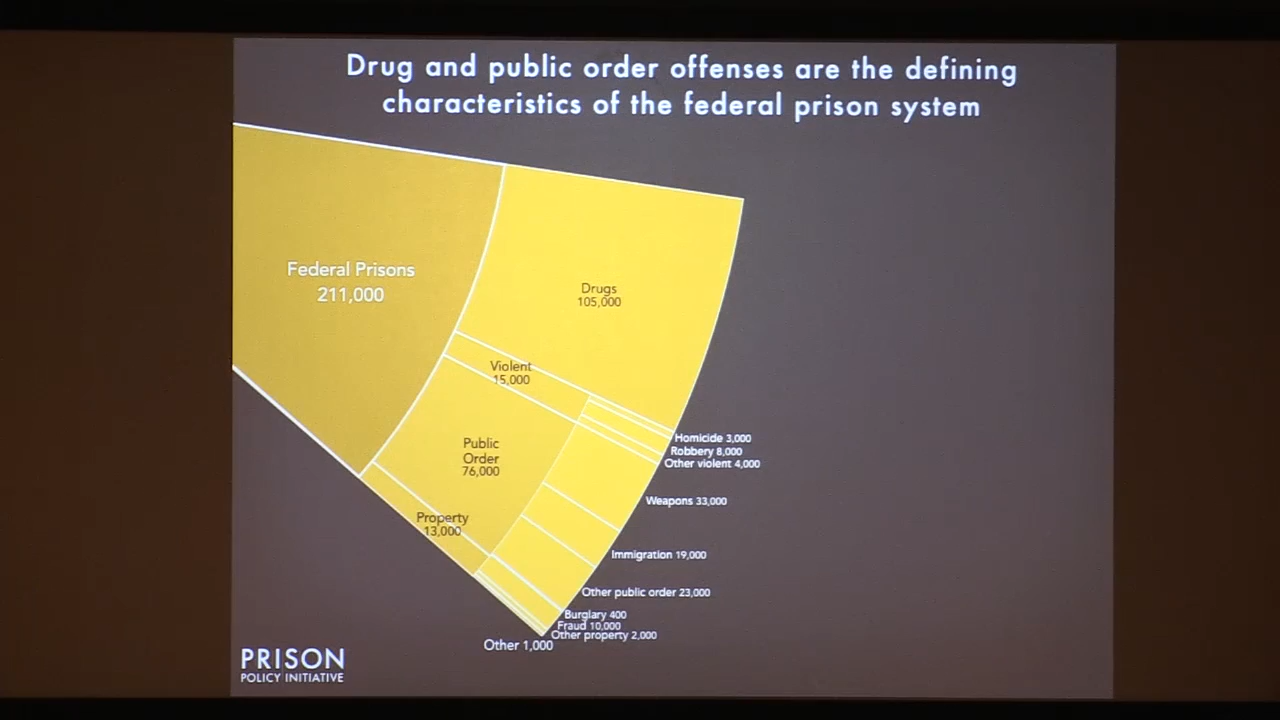 Drug and public order offenses are the defining
characteristics of the federal prison system
Federal Prisons
211,000
Drugs
105,000
Violent
15,000
Public
Order
76,000
Property
13,000
Homicide 3,000
Robbery 8,000
Other violent 4,000
Weapons 33,000
Immigration 19,000
Other public order 23,000
Burglary 400
Fraud 10,000
Other property 2,000
Other 1,000
PRISON
POLICY INITIATIVE